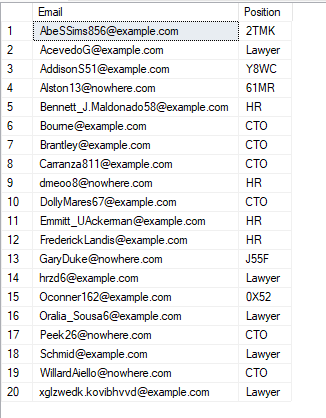 Email Position
1 AbeSSims856@example.com 2TMK
2 AcevedoG@example.com Lawyer
3 AddisonS51@example.com Y8WC
4 Alston13@nowhere.com 61MR
5 Bennett_J.Maldonado58@example.com HR
6 Bourne@example.com CTO
7 Brantley@example.com CTO
8 Carranza811@example.com CTO
9 dmeoo8@nowhere.com HR
10 DollyMares67@example.com CTO
11 Emmitt_UAckerman@example.com HR
12 FrederickLandis@example.com HR
13 GaryDuke@nowhere.com J55F
14 hrzd6@example.com Lawyer
15 Oconner162@example.com 0X52
16 Oralia_Sousa6@example.com Lawyer
17 Peek26@nowhere.com CTO
18 Schmid@example.com Lawyer
19 WillardAiello@nowhere.com CTO
20 xglzwedk.kovibhvvd@example.com Lawyer